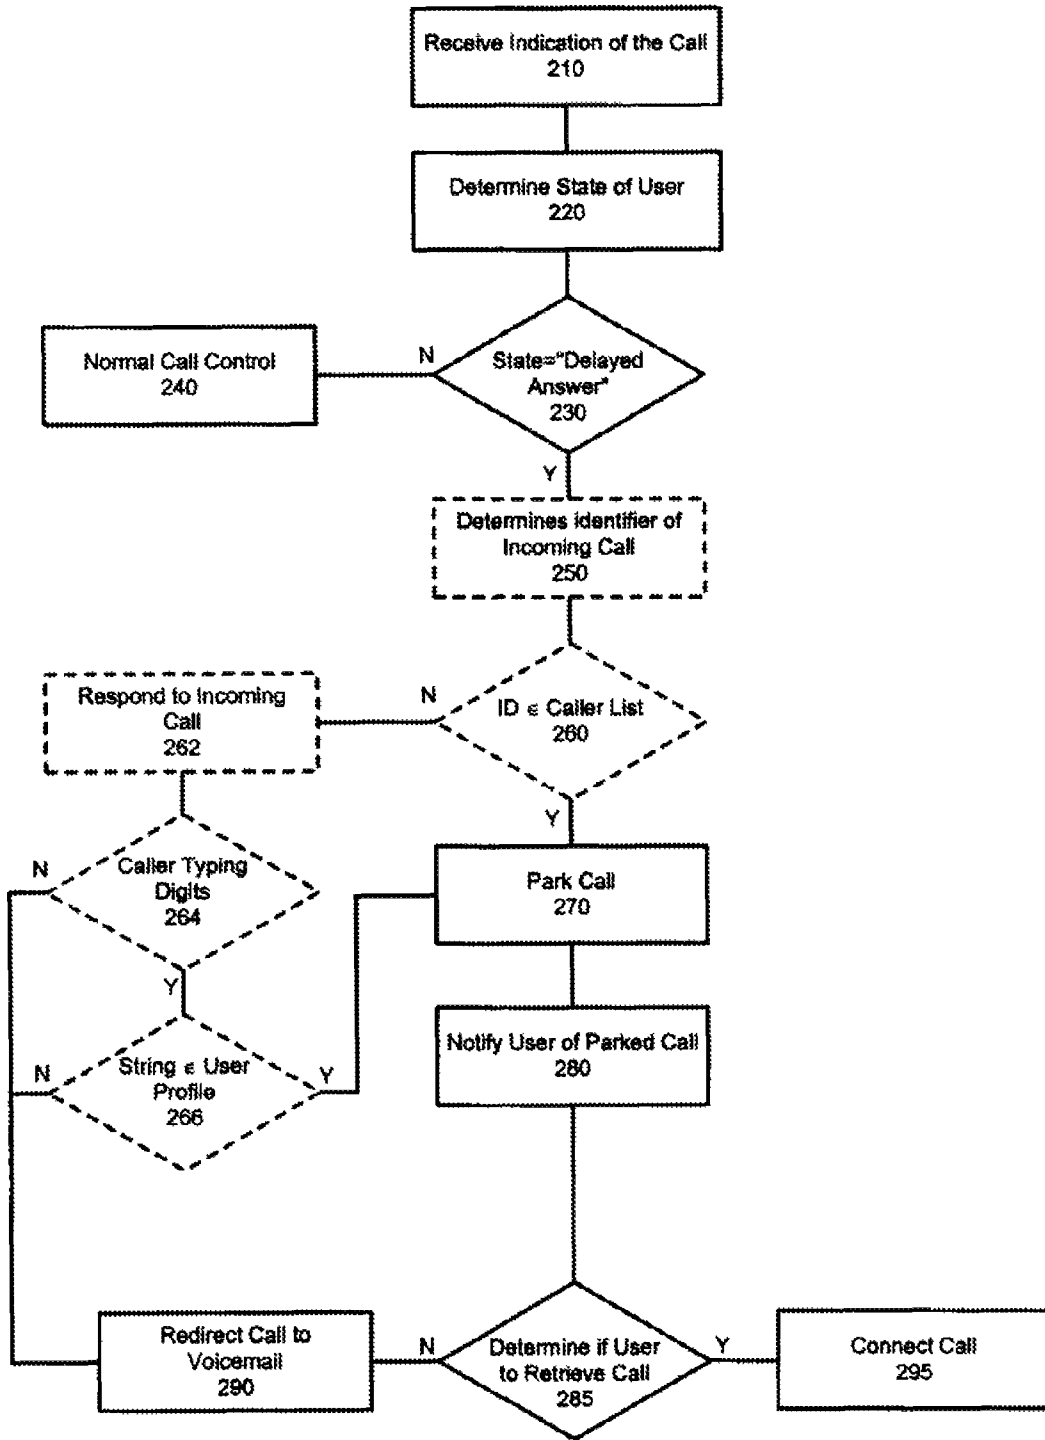 Receive Indication of the Call
210
Determine State of User
220
N
Normal Call Control
240
State="Delayed
Answer"
230
Y
Determines identifier of
Incoming Call
250
N
Respond to Incoming
Call
262
ID ∈ Caller List
260
Y
N
Caller Typing
Digits
264
Park Call
270
Y
N
String ∈ User
Profile
266
Y
Notify User of Parked Call
280
Redirect Call to
Voicemail
290
N
Determine if User
to Retrieve Call
285
Y
Connect Call
295